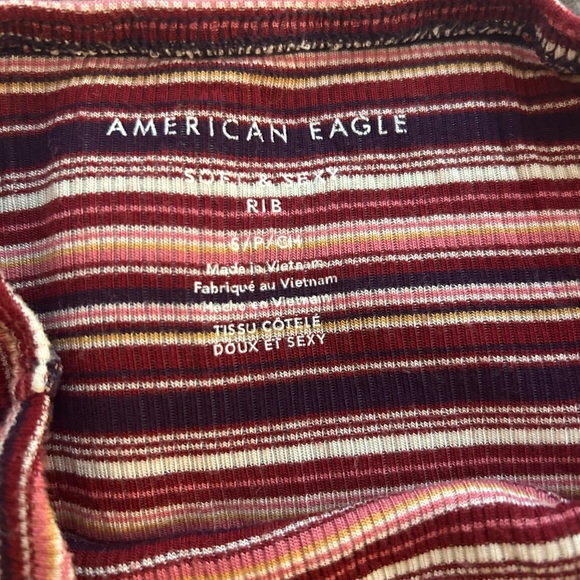 AMERICAN EAGLE
SOFT & SEXY
RIB
S/P/CH
Made in Vietnam
Fabriqué au Vietnam
Hecho en Vietnam
TISSU CÔTELÉ
DOUX ET SEXY